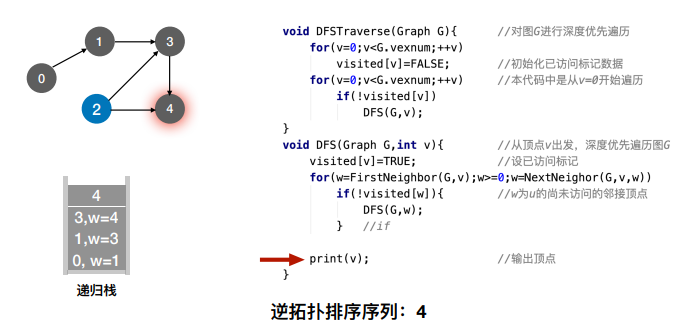 0
1
3
2
4
4
3,w=4
1,w=3
0, w=1
递归栈
void DFSTraverse(Graph G){ //对图G进行深度优先遍历
for(v=0;v<G.vexnum;++v)
visited[v]=FALSE; //初始化已访问标记数据
for(v=0;v<G.vexnum;++v) //本代码中是从v=0开始遍历
if(!visited[v])
DFS(G,v);
}
void DFS(Graph G,int v){ //从顶点v出发，深度优先遍历图G
visited[v]=TRUE; //设已访问标记
for(w=FirstNeighbor(G,v);w>=0;w=NextNeighor(G,v,w))
if(!visited[w]){ //w为u的尚未访问的邻接顶点
DFS(G,w);
} //if
print(v); //输出顶点
}
逆拓扑排序序列：4